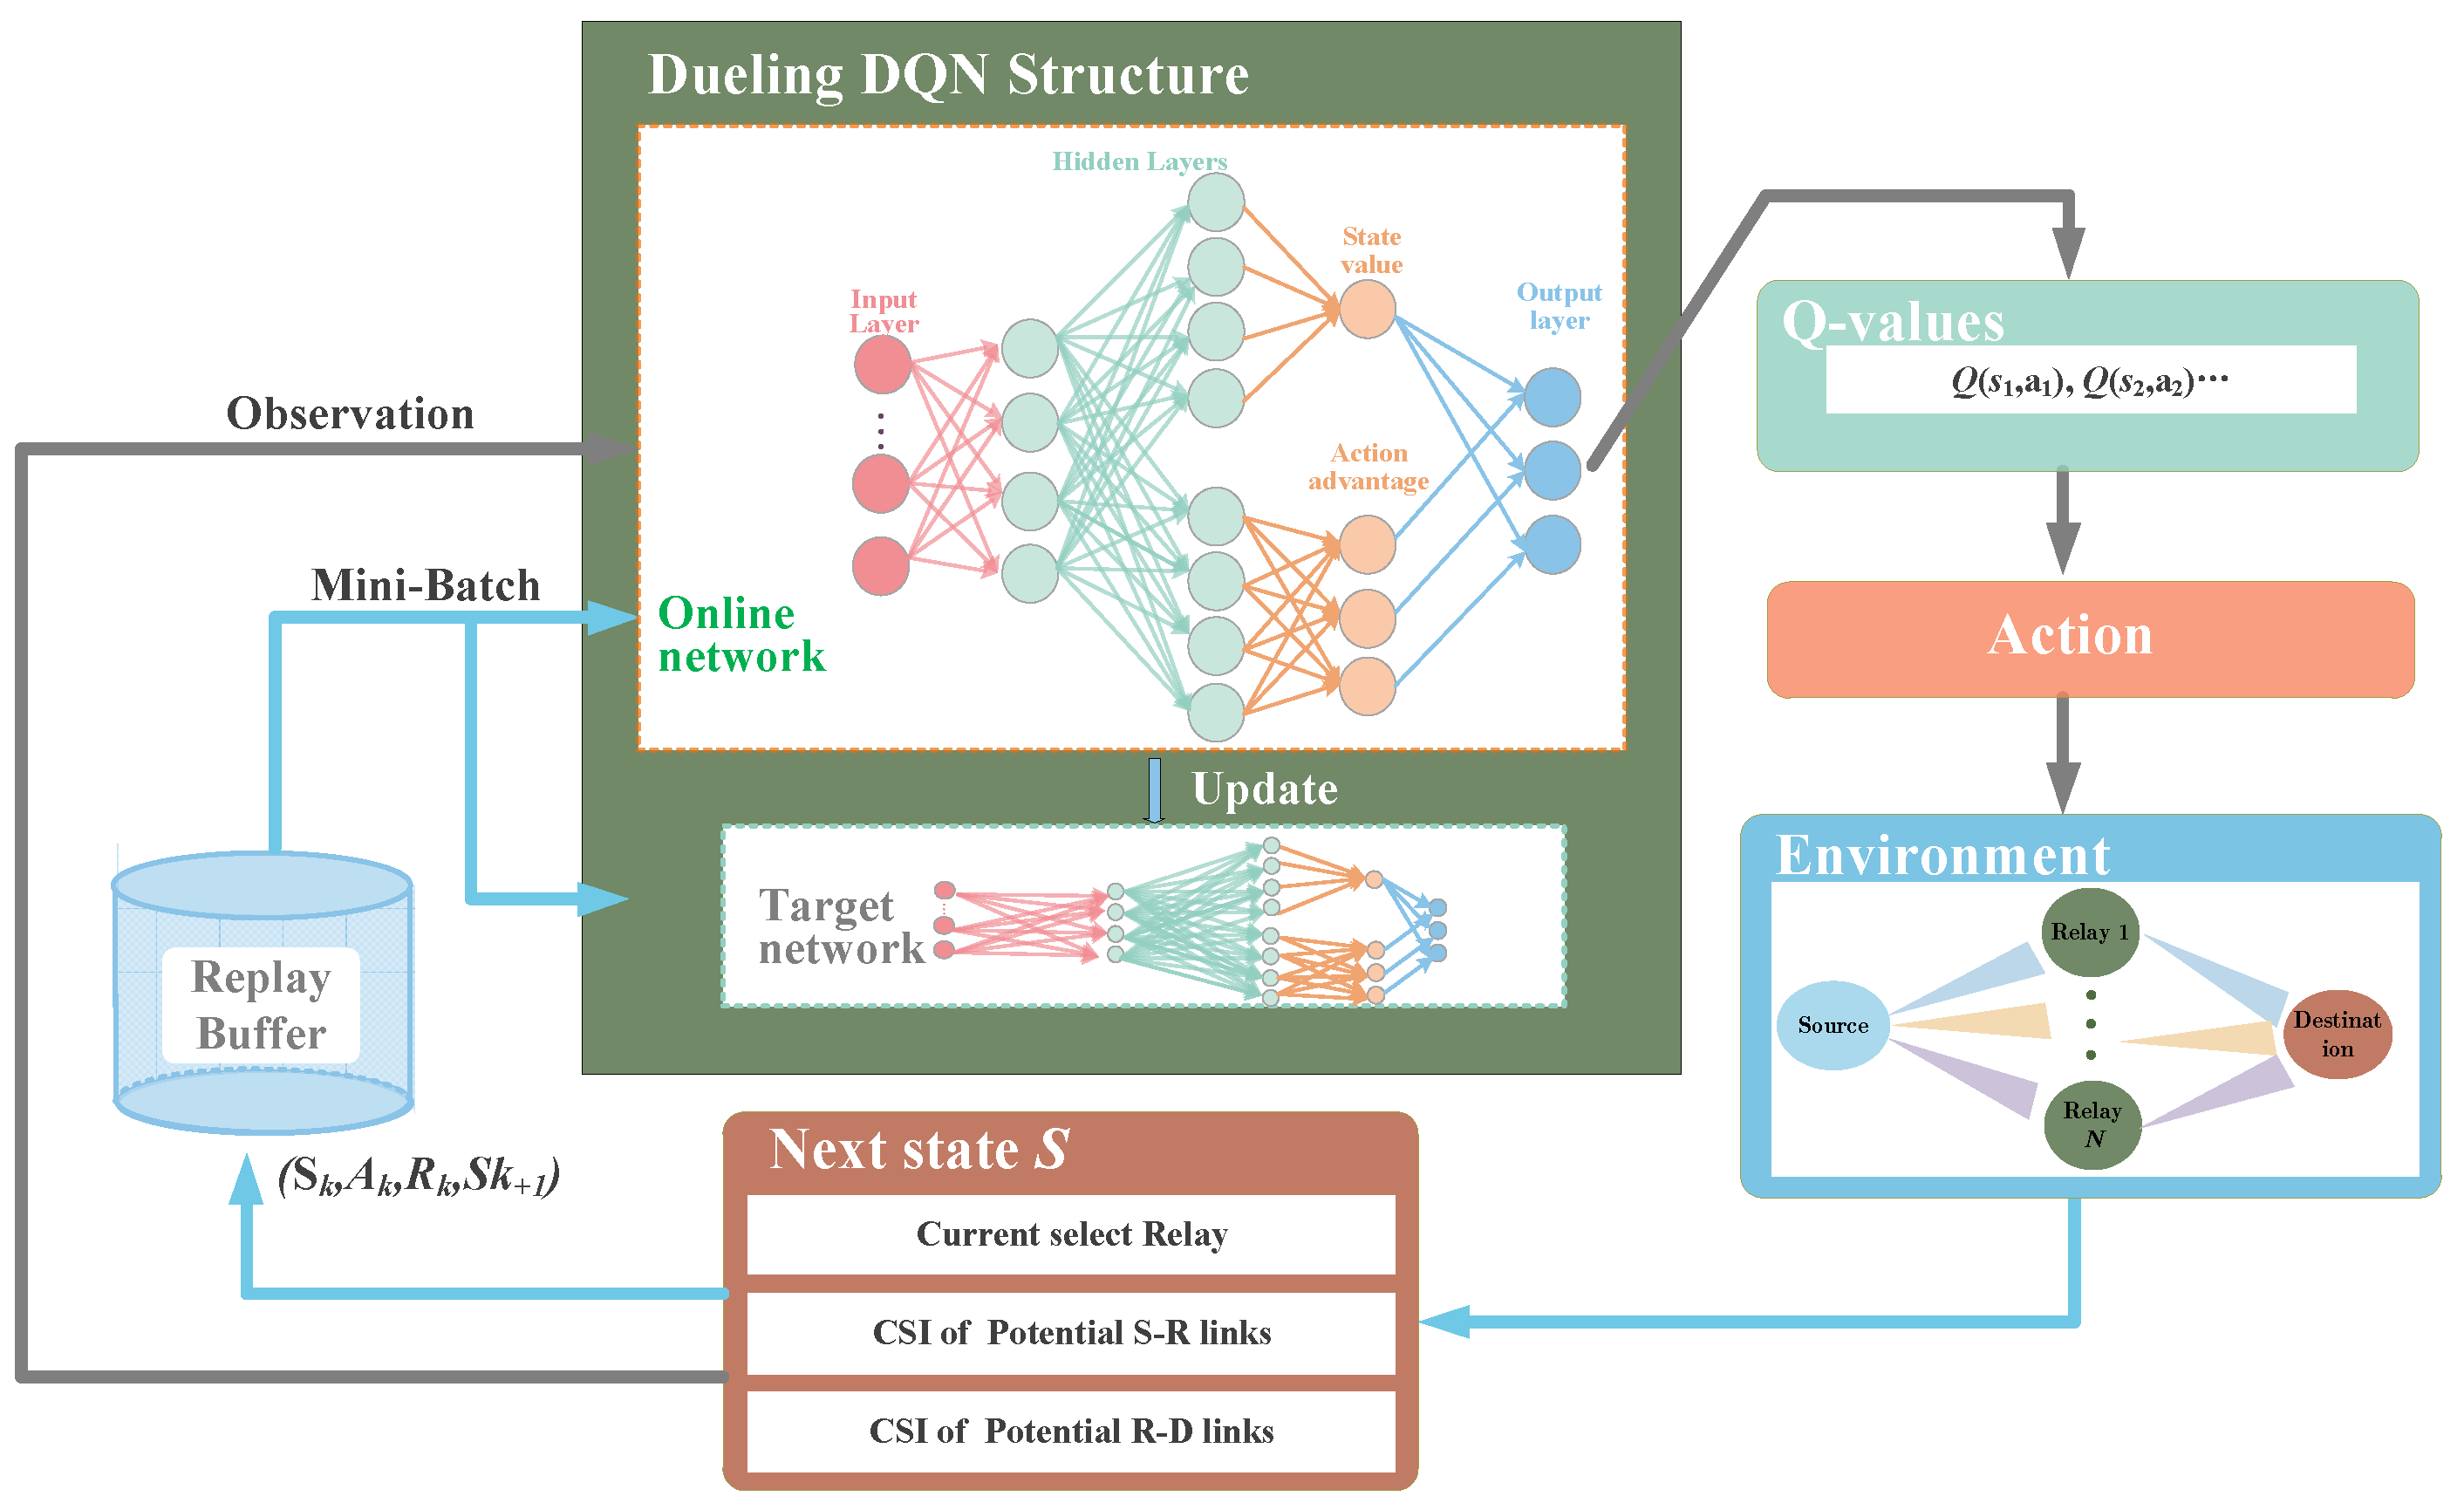 Dueling DQN Structure
Hidden Layers
State
value
Input
Layer
Output
layer
Action
advantage
Online
network
Update
Target
network
Observation
Mini-Batch
Replay
Buffer
(Sk,Ak,Rk,Sk+1)
Q-values
Q(s1,a1), Q(s2,a2)···
Action
Environment
Relay 1
Source
Destinat
ion
Relay
N
Next state S
Current select Relay
CSI of  Potential S-R links
CSI of  Potential R-D links